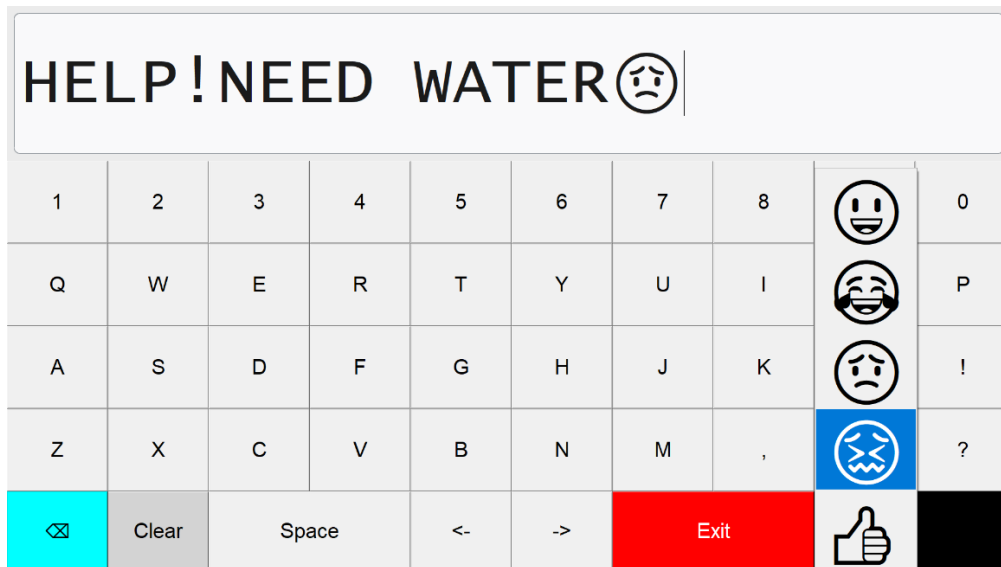 HELP!NEED WATER😟
1 2 3 4 5 6 7 8 0
Q W E R T Y U I P
A S D F G H J K !
Z X C V B N M , ?
⌫ Clear Space <- -> Exit